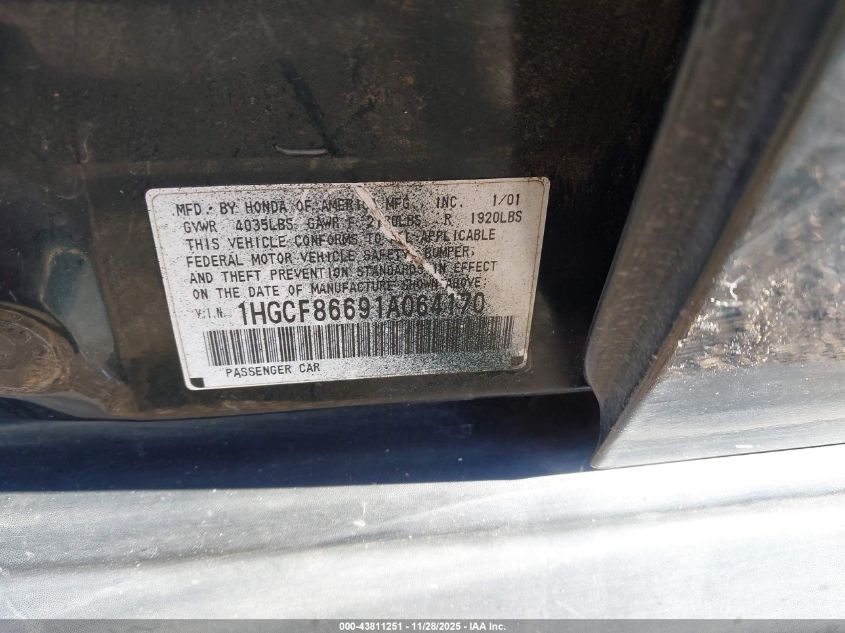 MFD. BY HONDA OF AMERICA MFG., INC. 1/01
GVWR 4035LBS GAWR F R 1920LBS
THIS VEHICLE CONFORMS TO ALL APPLICABLE
FEDERAL MOTOR VEHICLE SAFETY, BUMPER,
AND THEFT PREVENTION STANDARDS IN EFFECT
ON THE DATE OF MANUFACTURE SHOWN ABOVE.
V.I.N. 1HGCF86691A064170
PASSENGER CAR
000-43811251 | 11/28/2025 - IAA Inc.